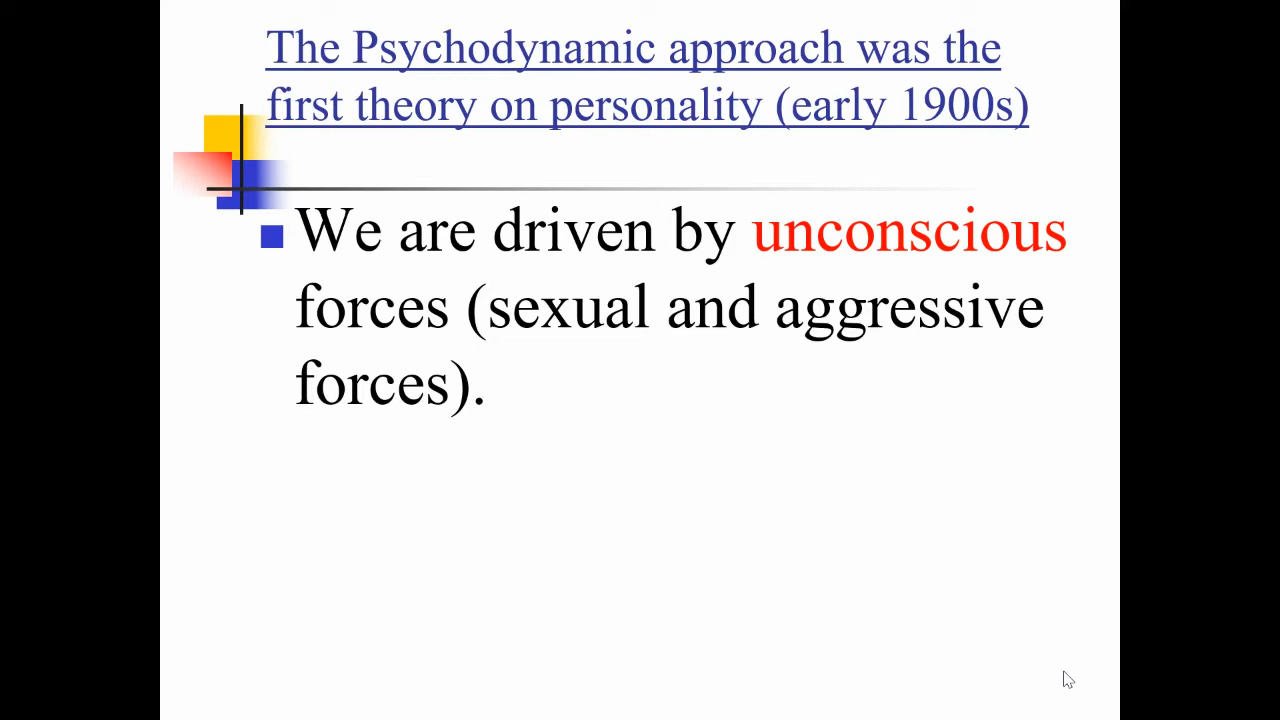 The Psychodynamic approach was the
first theory on personality (early 1900s)
We are driven by unconscious
forces (sexual and aggressive
forces).